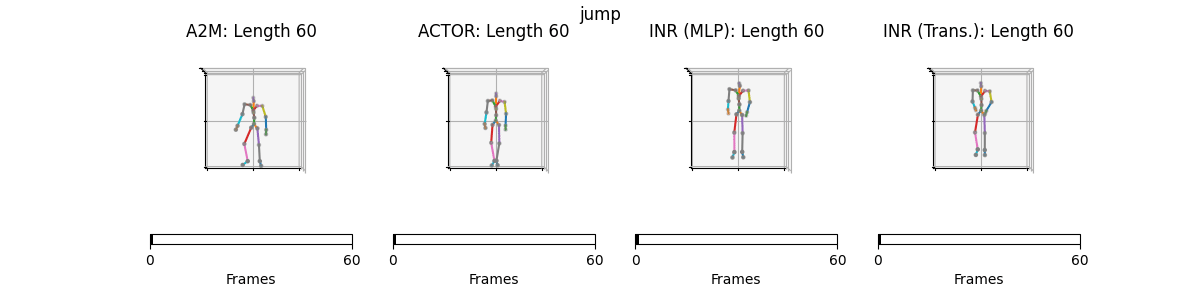 jump
A2M: Length 60
ACTOR: Length 60
INR (MLP): Length 60
INR (Trans.): Length 60
0 60
0 60
0 60
0 60
Frames
Frames
Frames
Frames